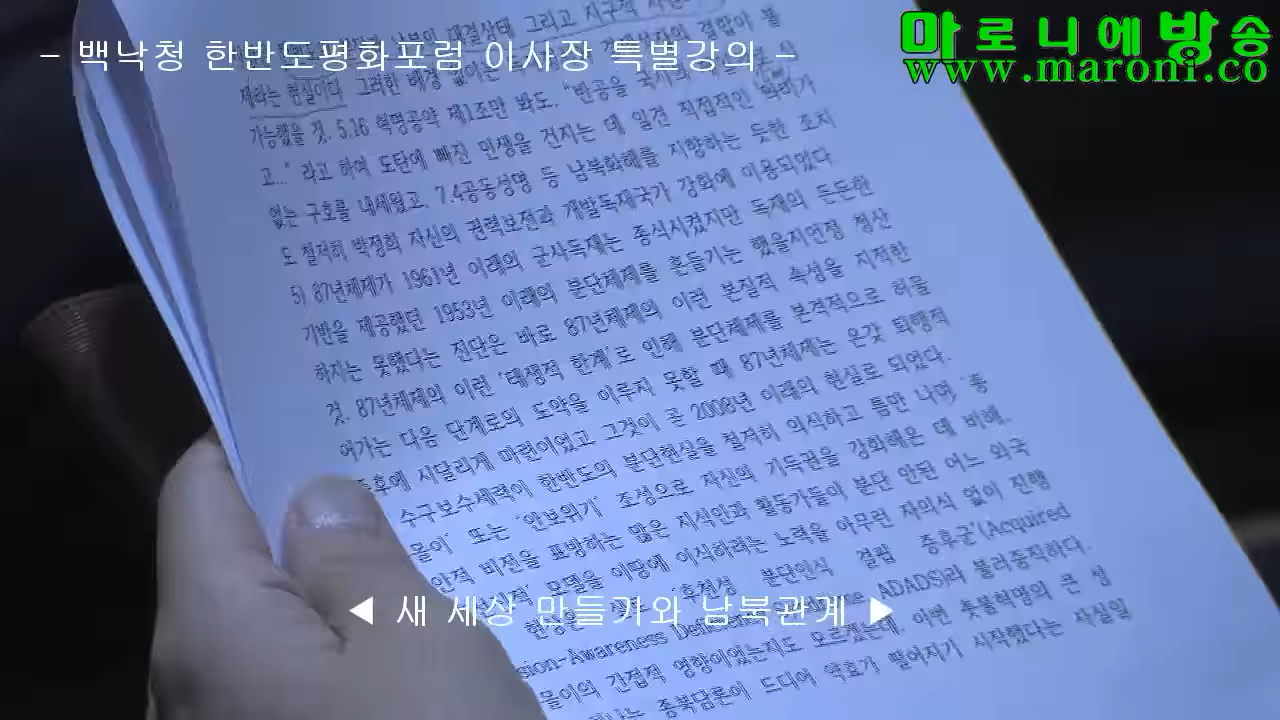 마로니에방송
www.maroni.co
- 백낙청 한반도평화포럼 이사장 특별강의 -
대결상태 그리고 지구적
결함이 불
재라는 현실이다. 그러한 배경 없이는
가능했을 것. 5.16 혁명공약 제1조만 봐도, "반공을 국시의
고..." 라고 하여 도탄에 빠진 민생을 건지는 데 일견 직접적인 의미가
없는 구호를 내세웠고, 7.4공동성명 등 남북화해를 지향하는 듯한 조치
도 철저히 박정희 자신의 권력보전과 개발독재국가 강화에 이용되었다
5) 87년체제가 1961년 이래의 군사독재는 종식시켰지만 독재의 든든한
기반을 제공했던 1953년 이래의 분단체제를 흔들기는 했을지언정 청산
하지는 못했다는 진단은 바로 87년체제의 이런 본질적 속성을 지적한
것. 87년체제의 이런 '태생적 한계'로 인해 분단체제를 본격적으로 허물
어가는 다음 단계로의 도약을 이루지 못할 때 87년체제는 온갖 퇴행적
증후에 시달리게 마련이었고 그것이 곧 2008년 이래의 현실로 되었다.
수구보수세력이 한반도의 분단현실을 철저히 의식하고 틈만 나면 '종
몰이' 또는 '안보위기' 조성으로 자신의 기득권을 강화해온 데 비해,
비전을 표방하는 많은 지식인과 활동가들이 분단 안된 어느 외국
모델을 이땅에 이식하려는 노력을 아무런 자의식 없이 진행
'후천성 분단인식 결핍 증후군'(Acquired
ADADS)라 불러줌직하다.
몰이의 간접적 영향이었는지도 모르겠는데, 이번 촛불혁명의 큰 성
종북담론이 드디어 약효가 떨어지기 시작했다는 사실일
◀ 새 세상 만들기와 남북관계 ▶